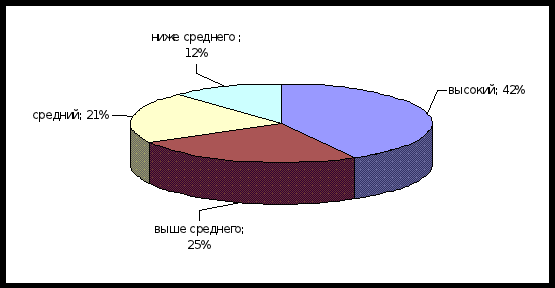 ниже среднего ;
12%
высокий; 42%
средний; 21%
выше среднего;
25%